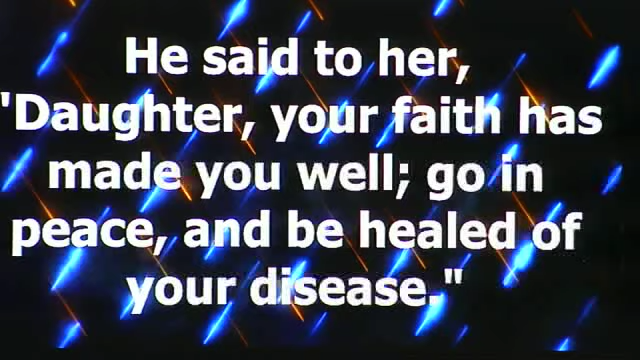 He said to her,
"Daughter, your faith has
made you well; go in
peace, and be healed of
your disease."